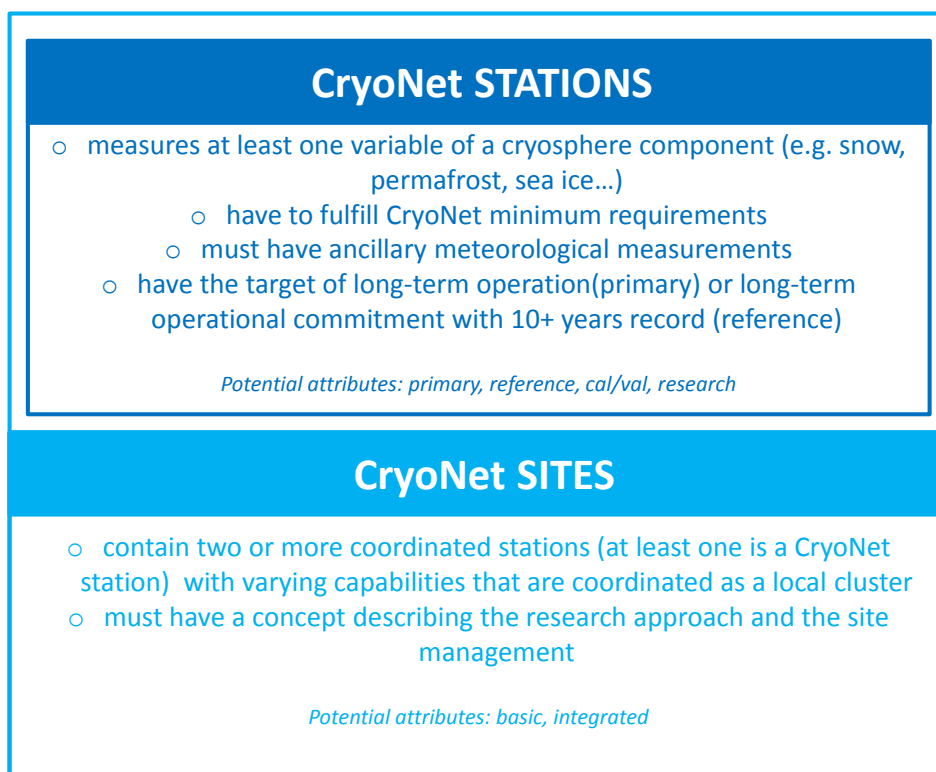 CryoNet STATIONS
o measures at least one variable of a cryosphere component (e.g. snow,
permafrost, sea ice…)
o have to fulfill CryoNet minimum requirements
o must have ancillary meteorological measurements
o have the target of long-term operation(primary) or long-term
operational commitment with 10+ years record (reference)
Potential attributes: primary, reference, cal/val, research
CryoNet SITES
o contain two or more coordinated stations (at least one is a CryoNet
station) with varying capabilities that are coordinated as a local cluster
o must have a concept describing the research approach and the site
management
Potential attributes: basic, integrated